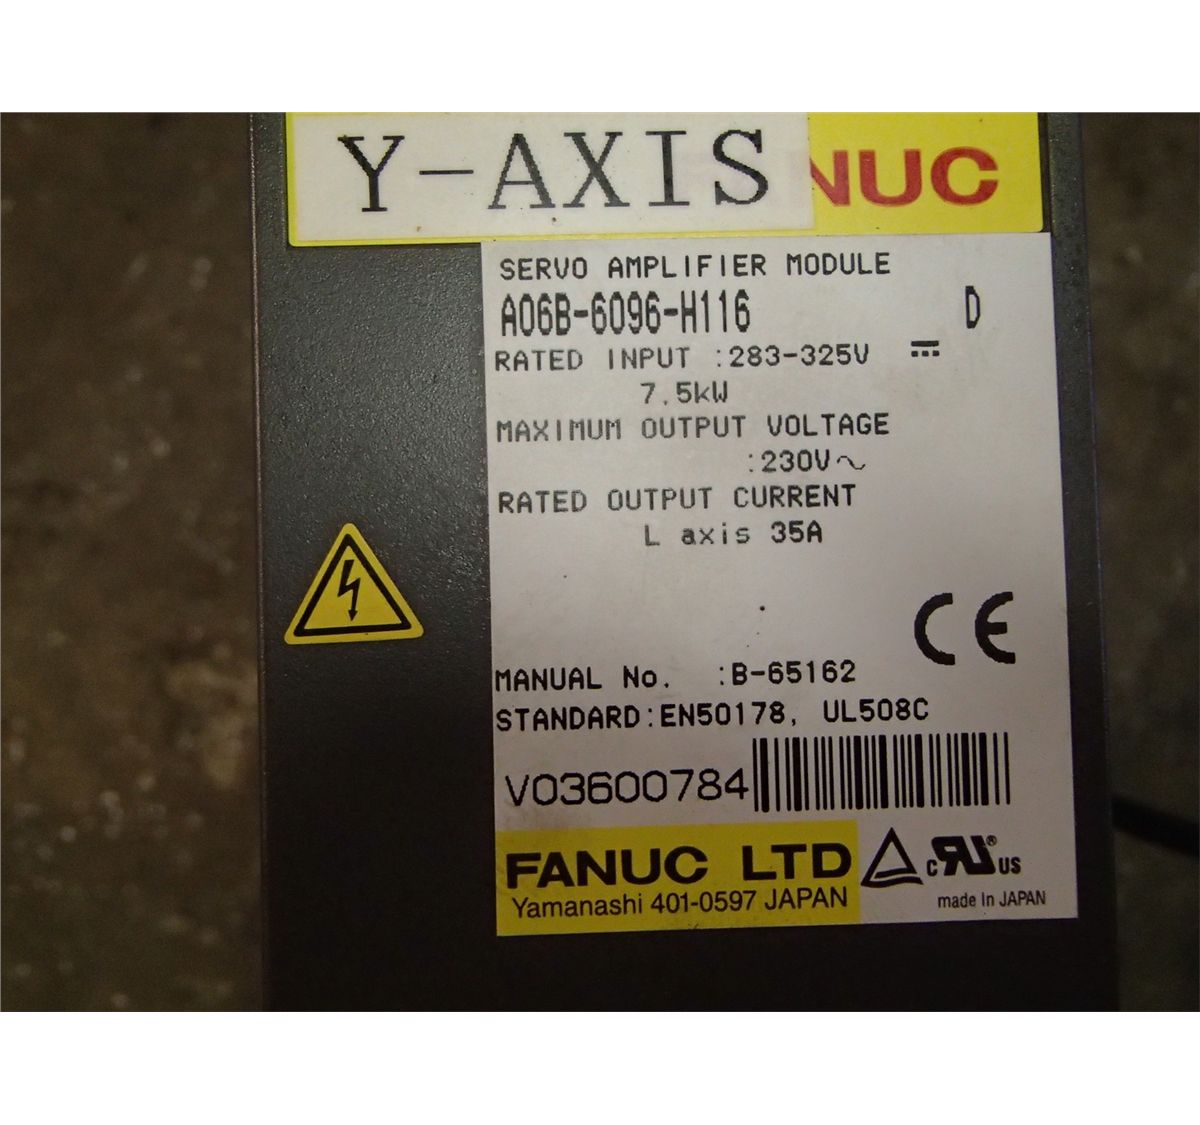 Y-AXIS
NUC
SERVO AMPLIFIER MODULE
A06B-6096-H116 D
RATED INPUT :283-325V ⎓
7.5kW
MAXIMUM OUTPUT VOLTAGE
:230V～
RATED OUTPUT CURRENT
L axis 35A
CE
MANUAL No. :B-65162
STANDARD:EN50178, UL508C
V03600784
FANUC LTD
Yamanashi 401-0597 JAPAN
c RU ® US
made in JAPAN